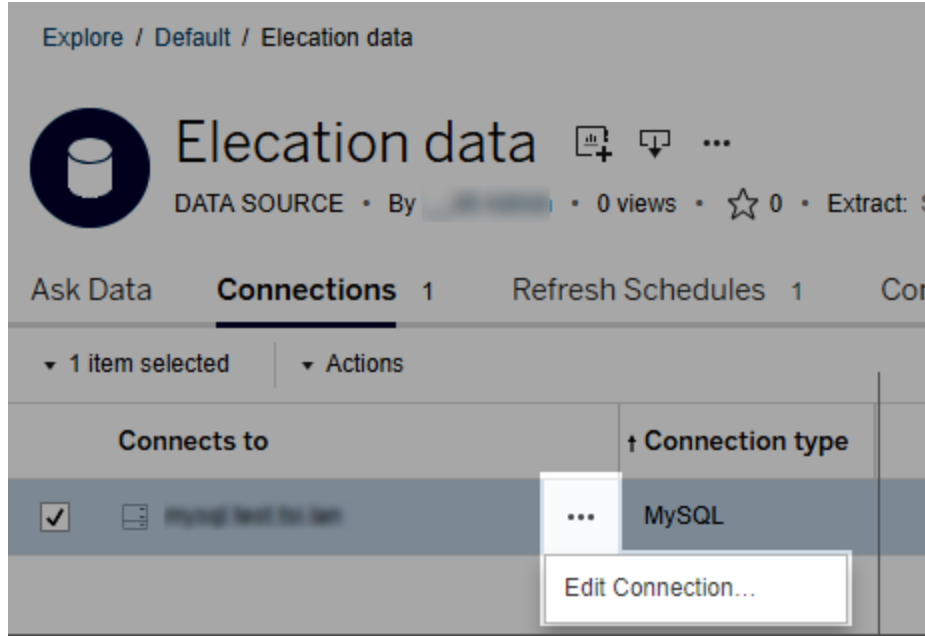 Explore / Default / Elecation data
Elecation data
DATA SOURCE • By • 0 views • 0 • Extract:
Ask Data Connections 1 Refresh Schedules 1
1 item selected Actions
Connects to ↑ Connection type
... MySQL
Edit Connection...